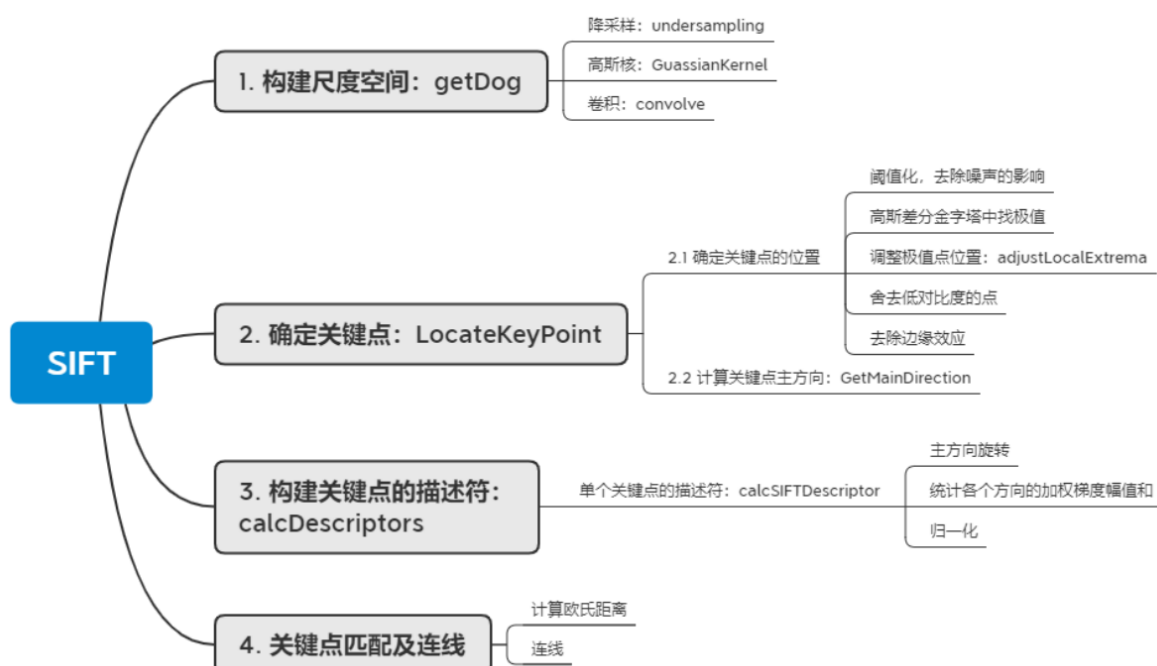 SIFT
1. 构建尺度空间：getDog
降采样：undersampling
高斯核：GuassianKernel
卷积：convolve
2. 确定关键点：LocateKeyPoint
2.1 确定关键点的位置
阈值化，去除噪声的影响
高斯差分金字塔中找极值
调整极值点位置：adjustLocalExtrema
舍去低对比度的点
去除边缘效应
2.2 计算关键点主方向：GetMainDirection
3. 构建关键点的描述符：
calcDescriptors
单个关键点的描述符：calcSIFTDescriptor
主方向旋转
统计各个方向的加权梯度幅值和
归一化
4. 关键点匹配及连线
计算欧氏距离
连线